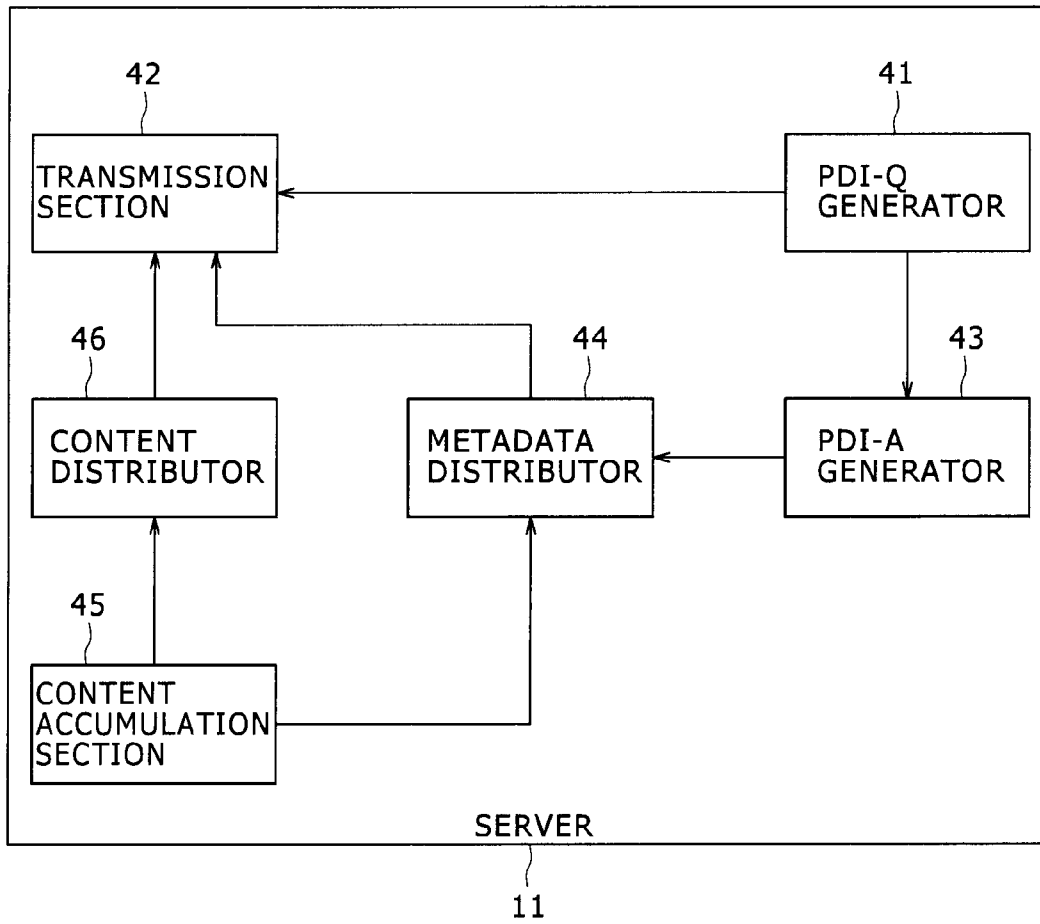 42
41
TRANSMISSION
SECTION
PDI-Q
GENERATOR
46
44
43
CONTENT
DISTRIBUTOR
METADATA
DISTRIBUTOR
PDI-A
GENERATOR
45
CONTENT
ACCUMULATION
SECTION
SERVER
11